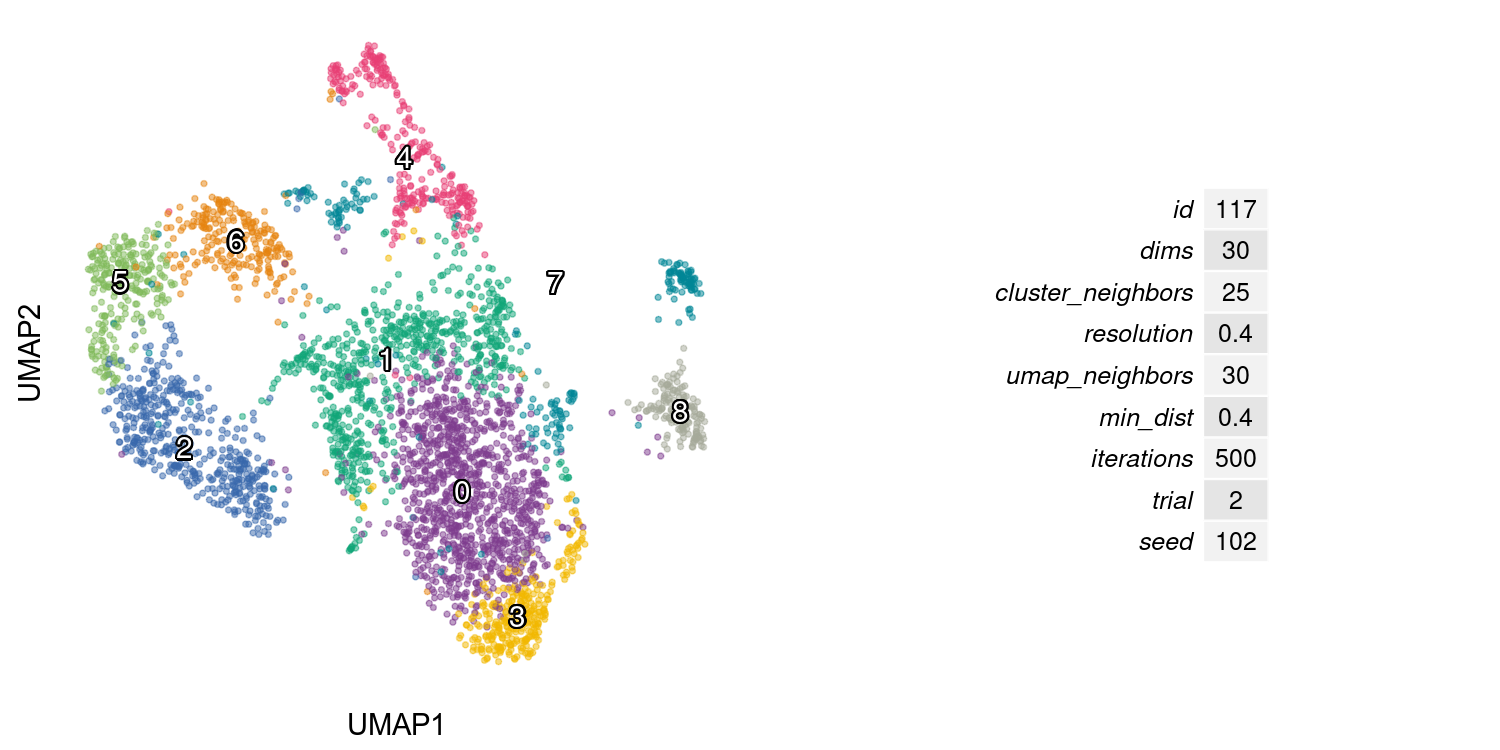 4
6
5
7
1
8
2
0
3
UMAP2
UMAP1
id 117
dims 30
cluster_neighbors 25
resolution 0.4
umap_neighbors 30
min_dist 0.4
iterations 500
trial 2
seed 102